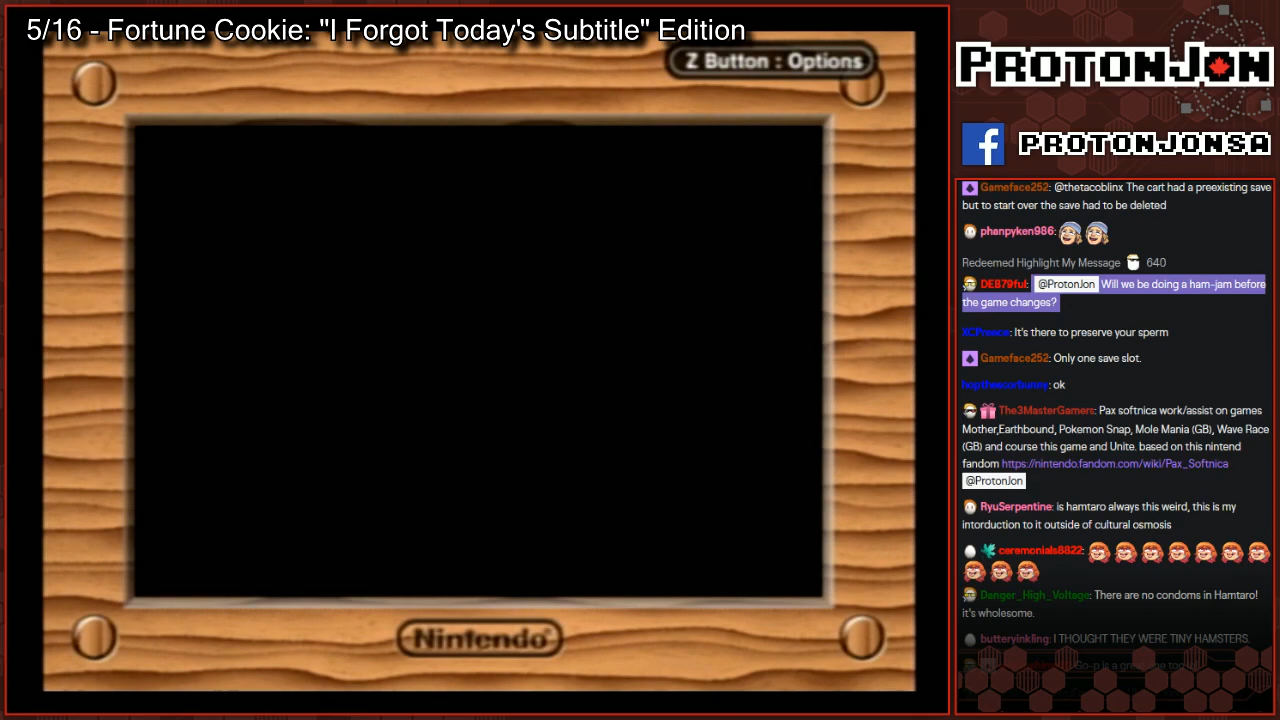 5/16 - Fortune Cookie: "I Forgot Today's Subtitle" Edition
Z Button : Options
Nintendo
PROTONJON
PROTONJONSA
Gameface252: @thetacoblinx The cart had a preexisting save
but to start over the save had to be deleted
phanpyken986:
Redeemed Highlight My Message 640
DEB79ful: @ProtonJon Will we be doing a ham-jam before
the game changes?
It's there to preserve your sperm
Gameface252: Only one save slot.
: ok
The3MasterGamers: Pax softnica work/assist on games
Mother,Earthbound, Pokemon Snap, Mole Mania (GB), Wave Race
(GB) and course this game and Unite. based on this nintend
fandom https://nintendo.fandom.com/wiki/Pax_Softnica
@ProtonJon
RyuSerpentine: is hamtaro always this weird, this is my
intorduction to it outside of cultural osmosis
ceremonials8822:
Danger_High_Voltage: There are no condoms in Hamtaro!
it's wholesome.
butteryinkling: I THOUGHT THEY WERE TINY HAMSTERS.